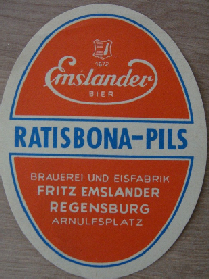 Emslander
BIER
RATISBONA-PILS
BRAUEREI UND EISFABRIK
FRITZ EMSLANDER
REGENSBURG
ARNULFSPLATZ